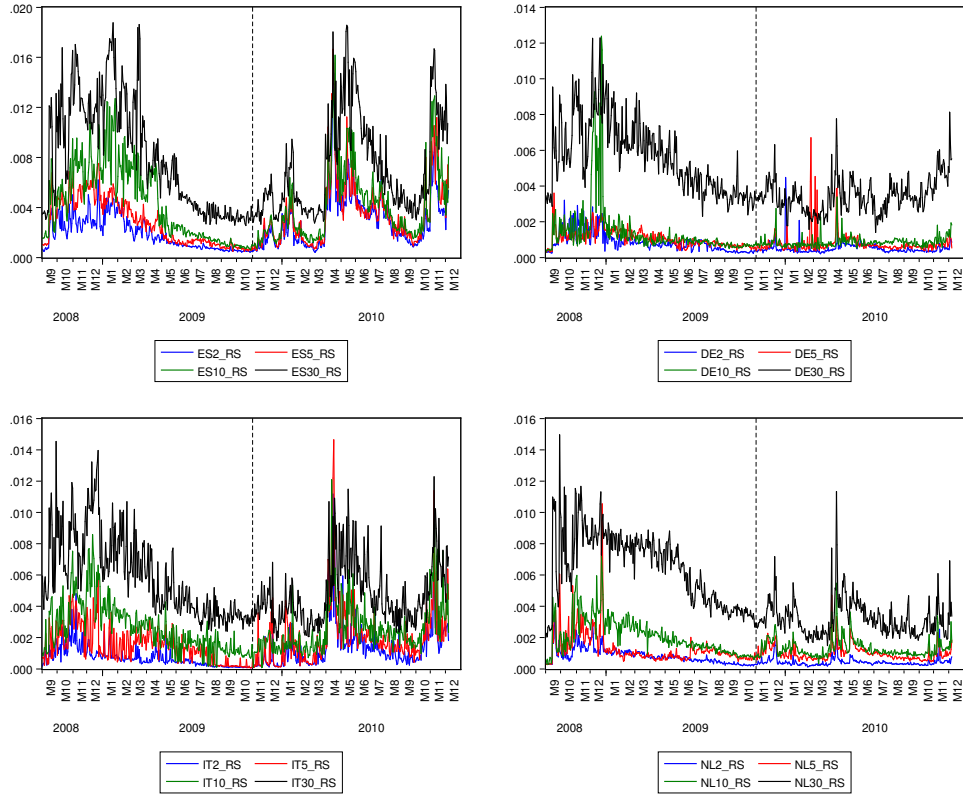 .020
.016
.012
.008
.004
.000
M9 M10 M11 M12 M1 M2 M3 M4 M5 M6 M7 M8 M9 M10 M11 M12 M1 M2 M3 M4 M5 M6 M7 M8 M9 M10 M11 M12
2008 2009 2010
ES2_RS ES5_RS
ES10_RS ES30_RS
.014
.012
.010
.008
.006
.004
.002
.000
M9 M10 M11 M12 M1 M2 M3 M4 M5 M6 M7 M8 M9 M10 M11 M12 M1 M2 M3 M4 M5 M6 M7 M8 M9 M10 M11 M12
2008 2009 2010
DE2_RS DE5_RS
DE10_RS DE30_RS
.016
.014
.012
.010
.008
.006
.004
.002
.000
M9 M10 M11 M12 M1 M2 M3 M4 M5 M6 M7 M8 M9 M10 M11 M12 M1 M2 M3 M4 M5 M6 M7 M8 M9 M10 M11 M12
2008 2009 2010
IT2_RS IT5_RS
IT10_RS IT30_RS
.016
.014
.012
.010
.008
.006
.004
.002
.000
M9 M10 M11 M12 M1 M2 M3 M4 M5 M6 M7 M8 M9 M10 M11 M12 M1 M2 M3 M4 M5 M6 M7 M8 M9 M10 M11 M12
2008 2009 2010
NL2_RS NL5_RS
NL10_RS NL30_RS